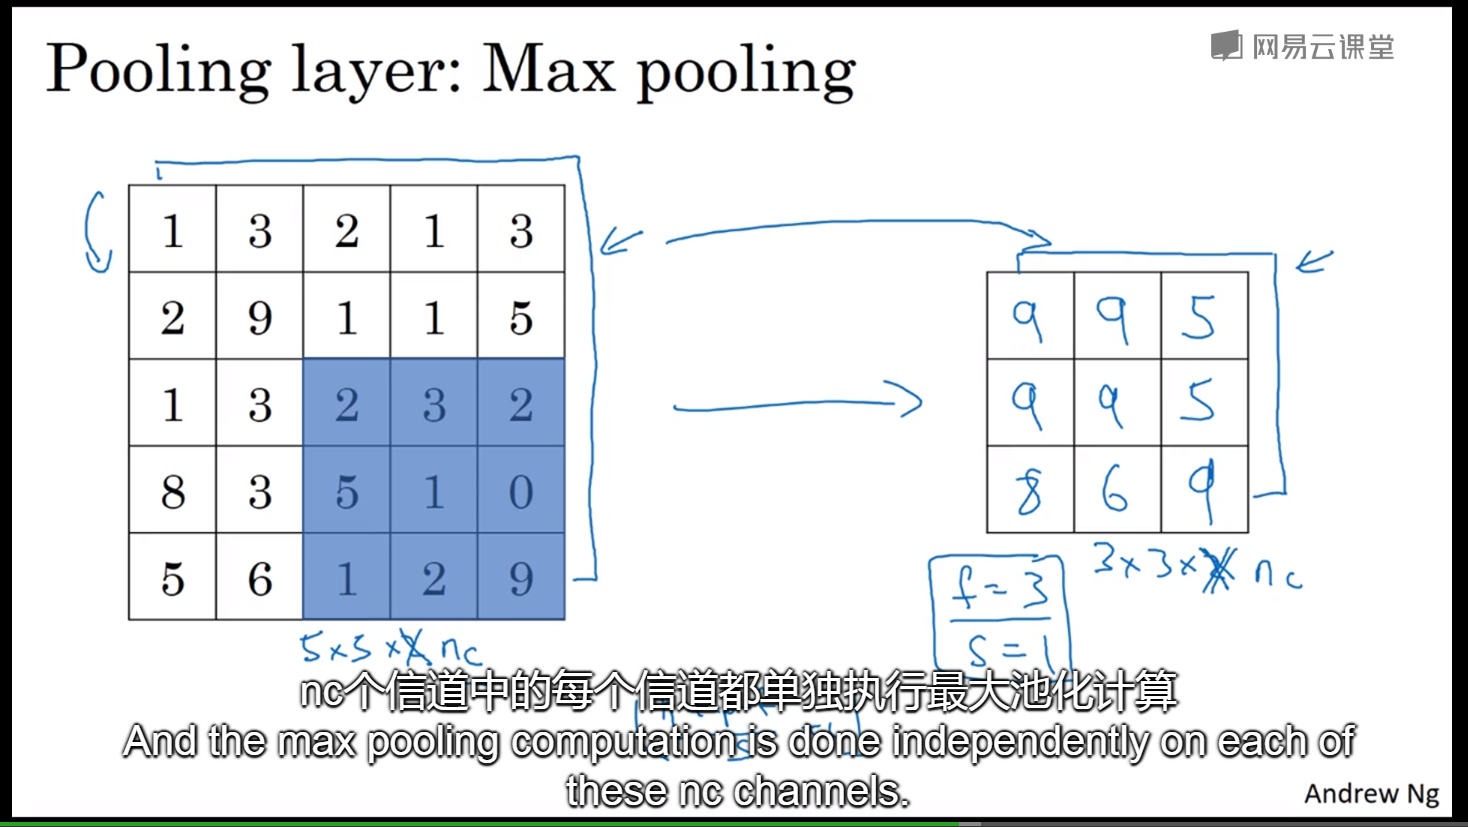 Pooling layer: Max pooling
网易云课堂
1 3 2 1 3
2 9 1 1 5
1 3 2 3 2
8 3 5 1 0
5 6 1 2 9
9 9 5
9 9 5
8 6 9
5×5× nc
3×3× nc
f=3
s=1
nc个信道中的每个信道都单独执行最大池化计算
And the max pooling computation is done independently on each of
these nc channels.
Andrew Ng